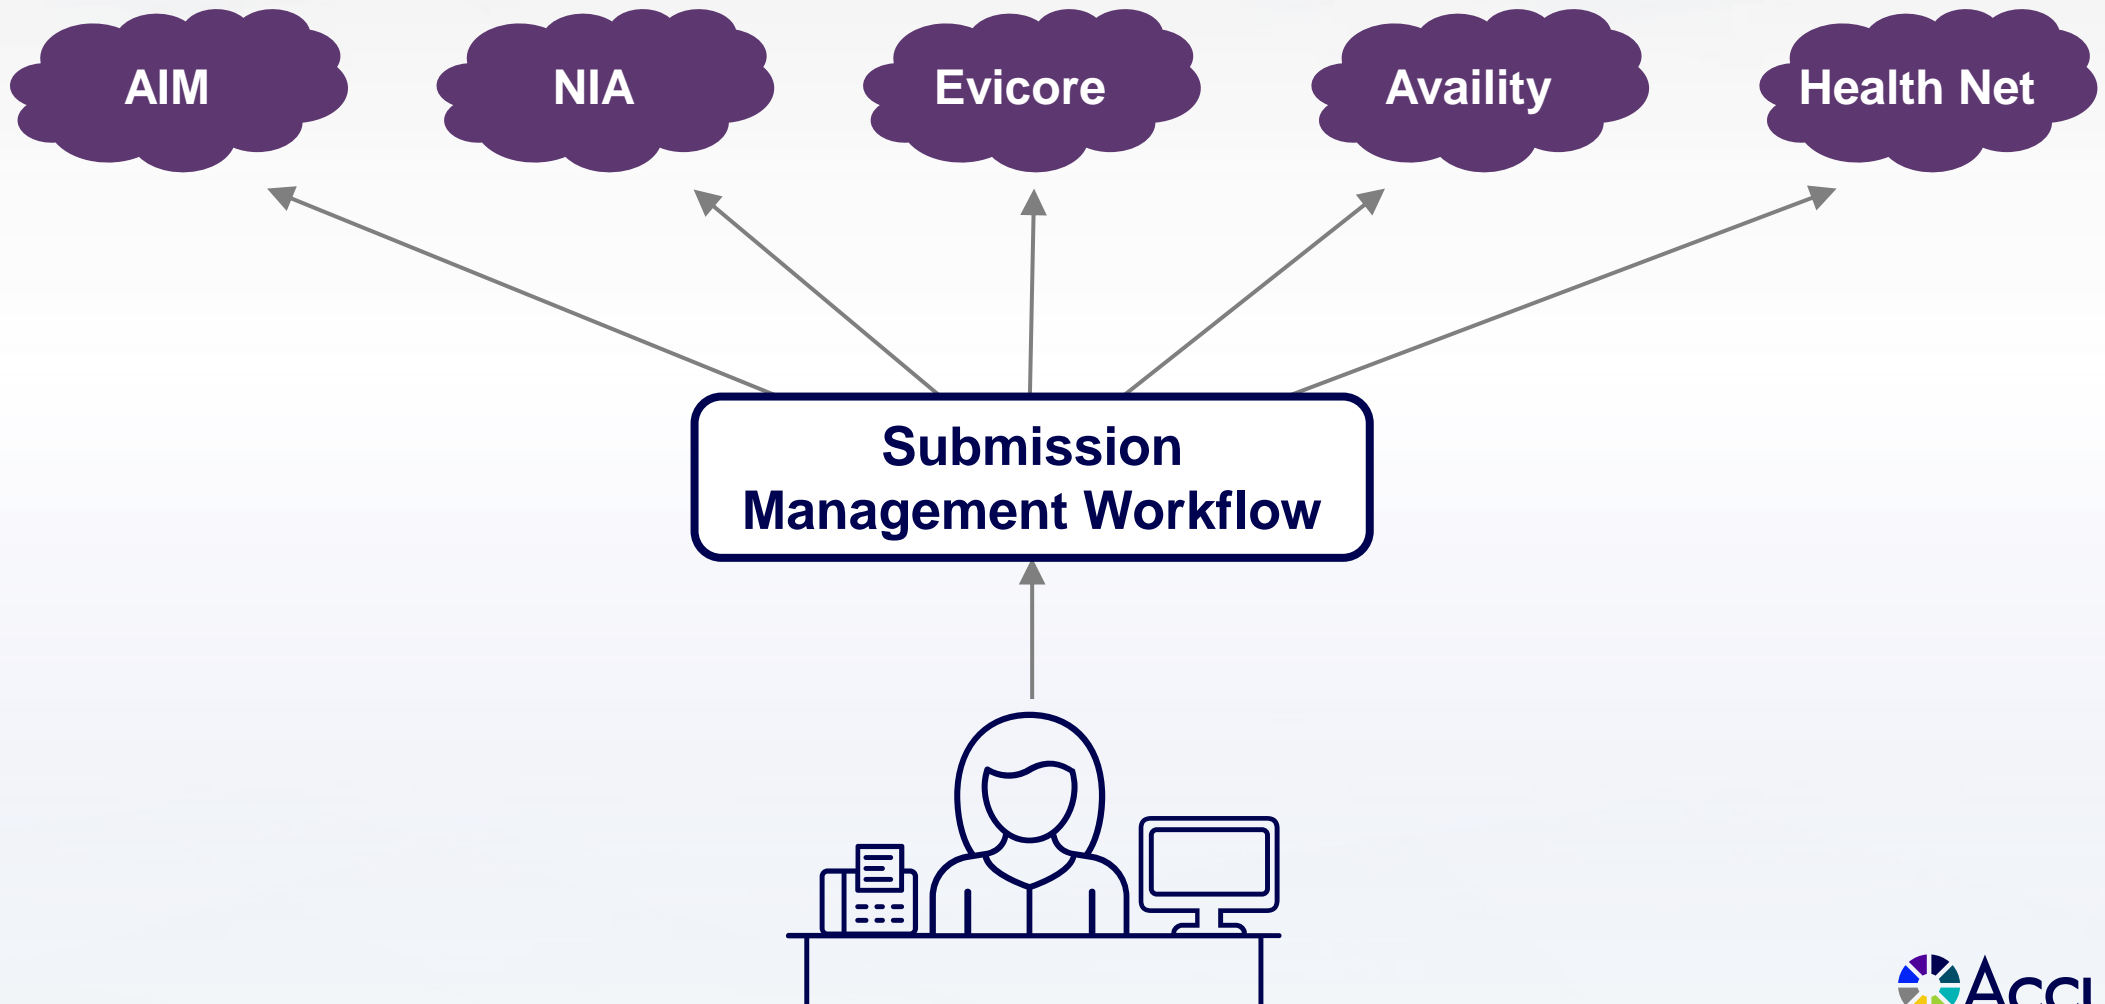 AIM
NIA
Evicore
Availity
Health Net
Submission
Management Workflow